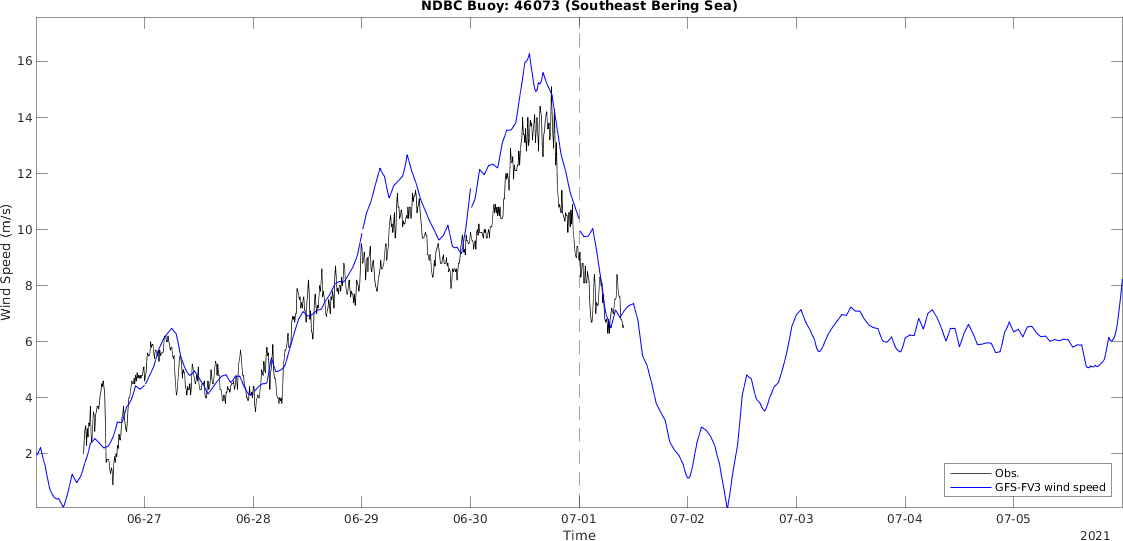 NDBC Buoy: 46073 (Southeast Bering Sea)
Wind Speed (m/s)
16
14
12
10
8
6
4
2
Obs.
GFS-FV3 wind speed
06-27 06-28 06-29 06-30 07-01 07-02 07-03 07-04 07-05
Time
2021